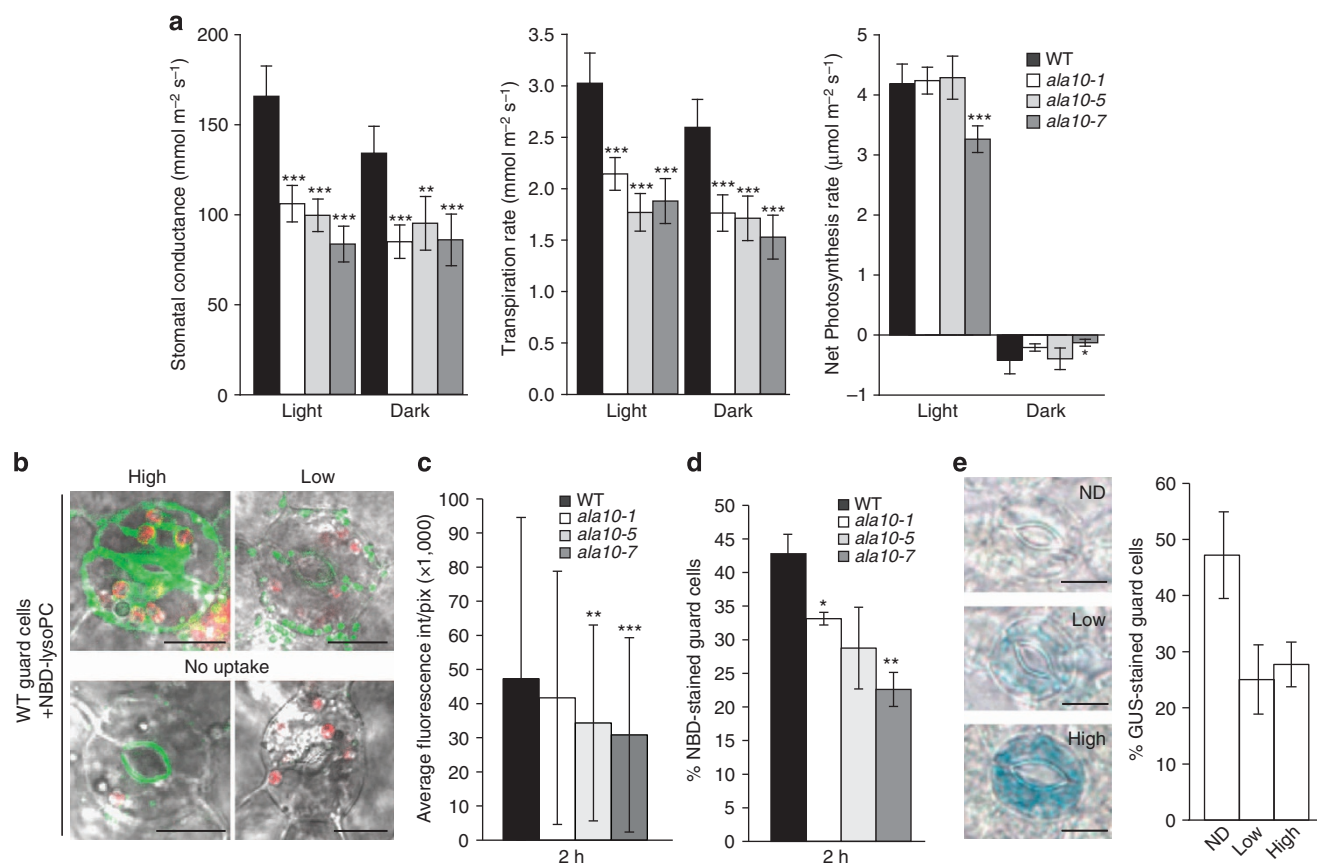 a
Stomatal conductance (mmol m⁻² s⁻¹)
200
150
100
50
0
***
***
***
***
**
***
Light
Dark
Transpiration rate (mmol m⁻² s⁻¹)
3.5
3.0
2.5
2.0
1.5
1.0
0.5
0.0
***
***
***
***
***
***
Light
Dark
Net Photosynthesis rate (μmol m⁻² s⁻¹)
5
4
3
2
1
0
–1
WT
ala10-1
ala10-5
ala10-7
***
*
Light
Dark
b
WT guard cells
+NBD-lysoPC
High
Low
No uptake
c
Average fluorescence int/pix (×1,000)
100
90
80
70
60
50
40
30
20
10
0
WT
ala10-1
ala10-5
ala10-7
**
***
2 h
d
% NBD-stained guard cells
50
45
40
35
30
25
20
15
10
5
0
WT
ala10-1
ala10-5
ala10-7
*
**
2 h
e
ND
Low
High
% GUS-stained guard cells
60
50
40
30
20
10
0
ND
Low
High